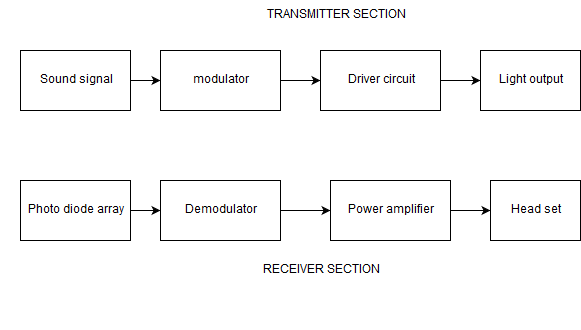 TRANSMITTER SECTION
Sound signal
modulator
Driver circuit
Light output
Photo diode array
Demodulator
Power amplifier
Head set
RECEIVER SECTION